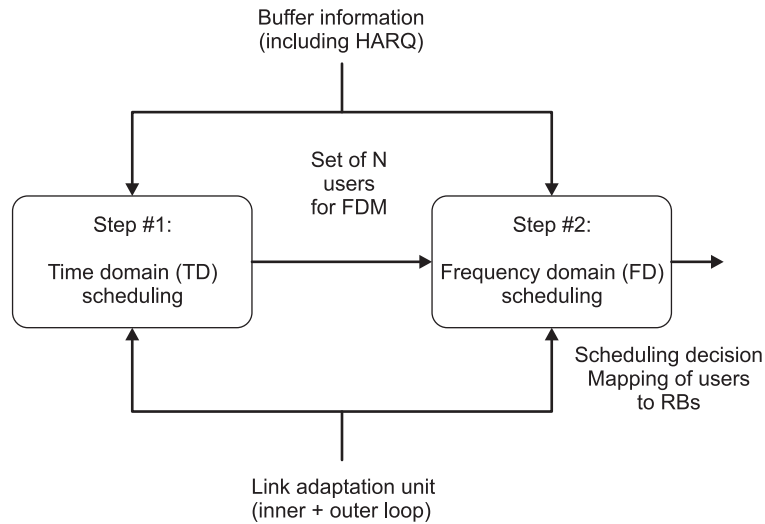 Buffer information
(including HARQ)
Set of N
users
for FDM
Step #1:
Time domain (TD)
scheduling
Step #2:
Frequency domain (FD)
scheduling
Scheduling decision
Mapping of users
to RBs
Link adaptation unit
(inner + outer loop)